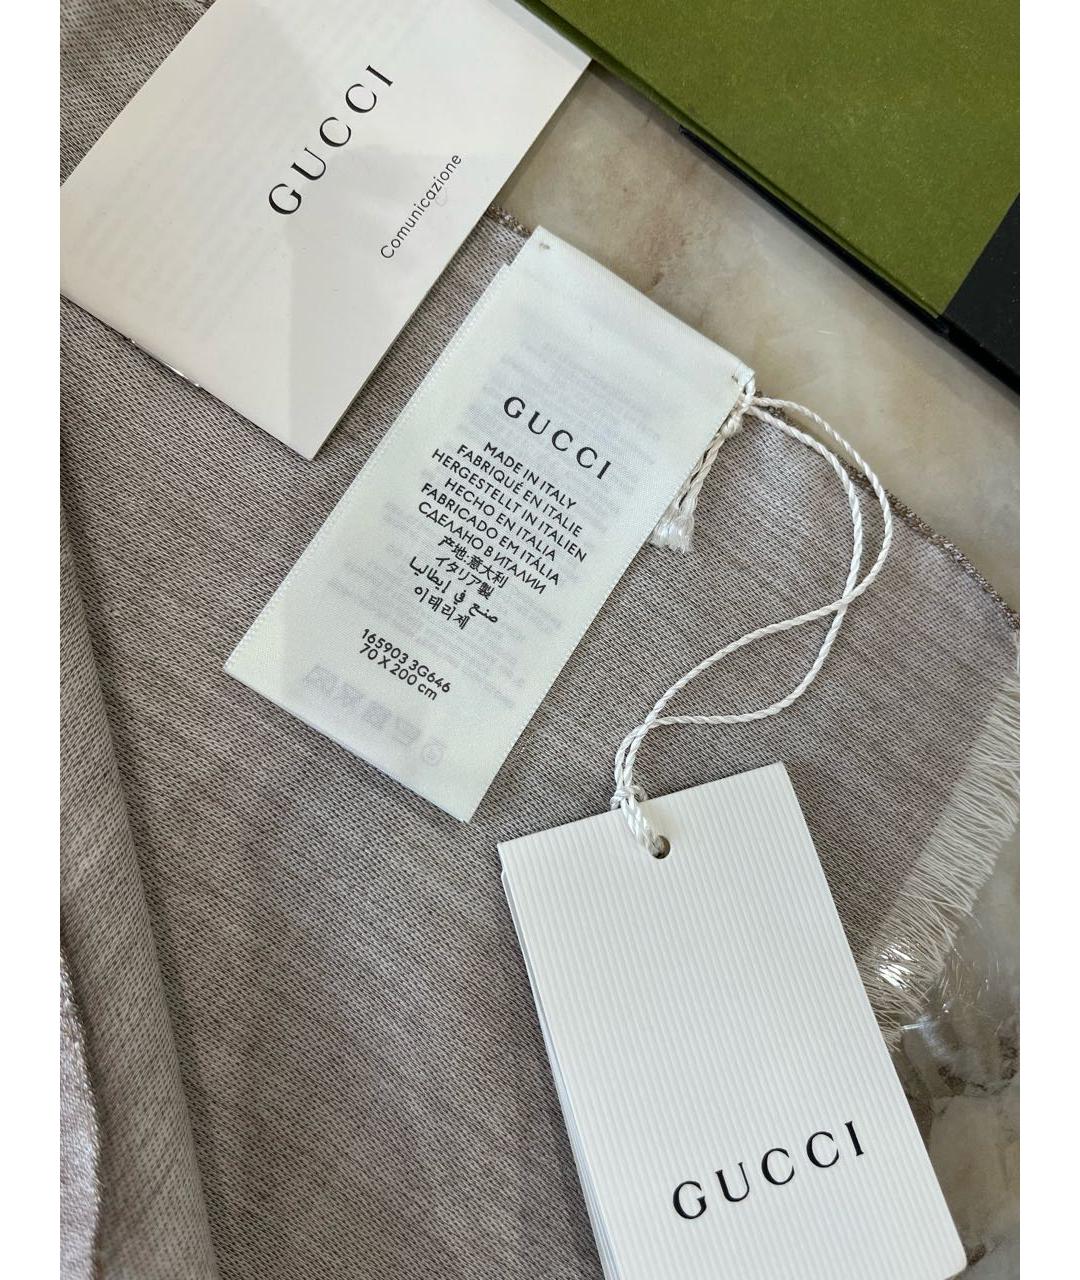 GUCCI
Comunicazione
GUCCI
MADE IN ITALY
FABRIQUÉ EN ITALIE
HERGESTELLT IN ITALIEN
HECHO EN ITALIA
FABRICADO EM ITÁLIA
СДЕЛАНО В ИТАЛИИ
产地:意大利
イタリア製
صنع في إيطاليا
이태리제
165903 3G646
70 X 200 cm
GUCCI